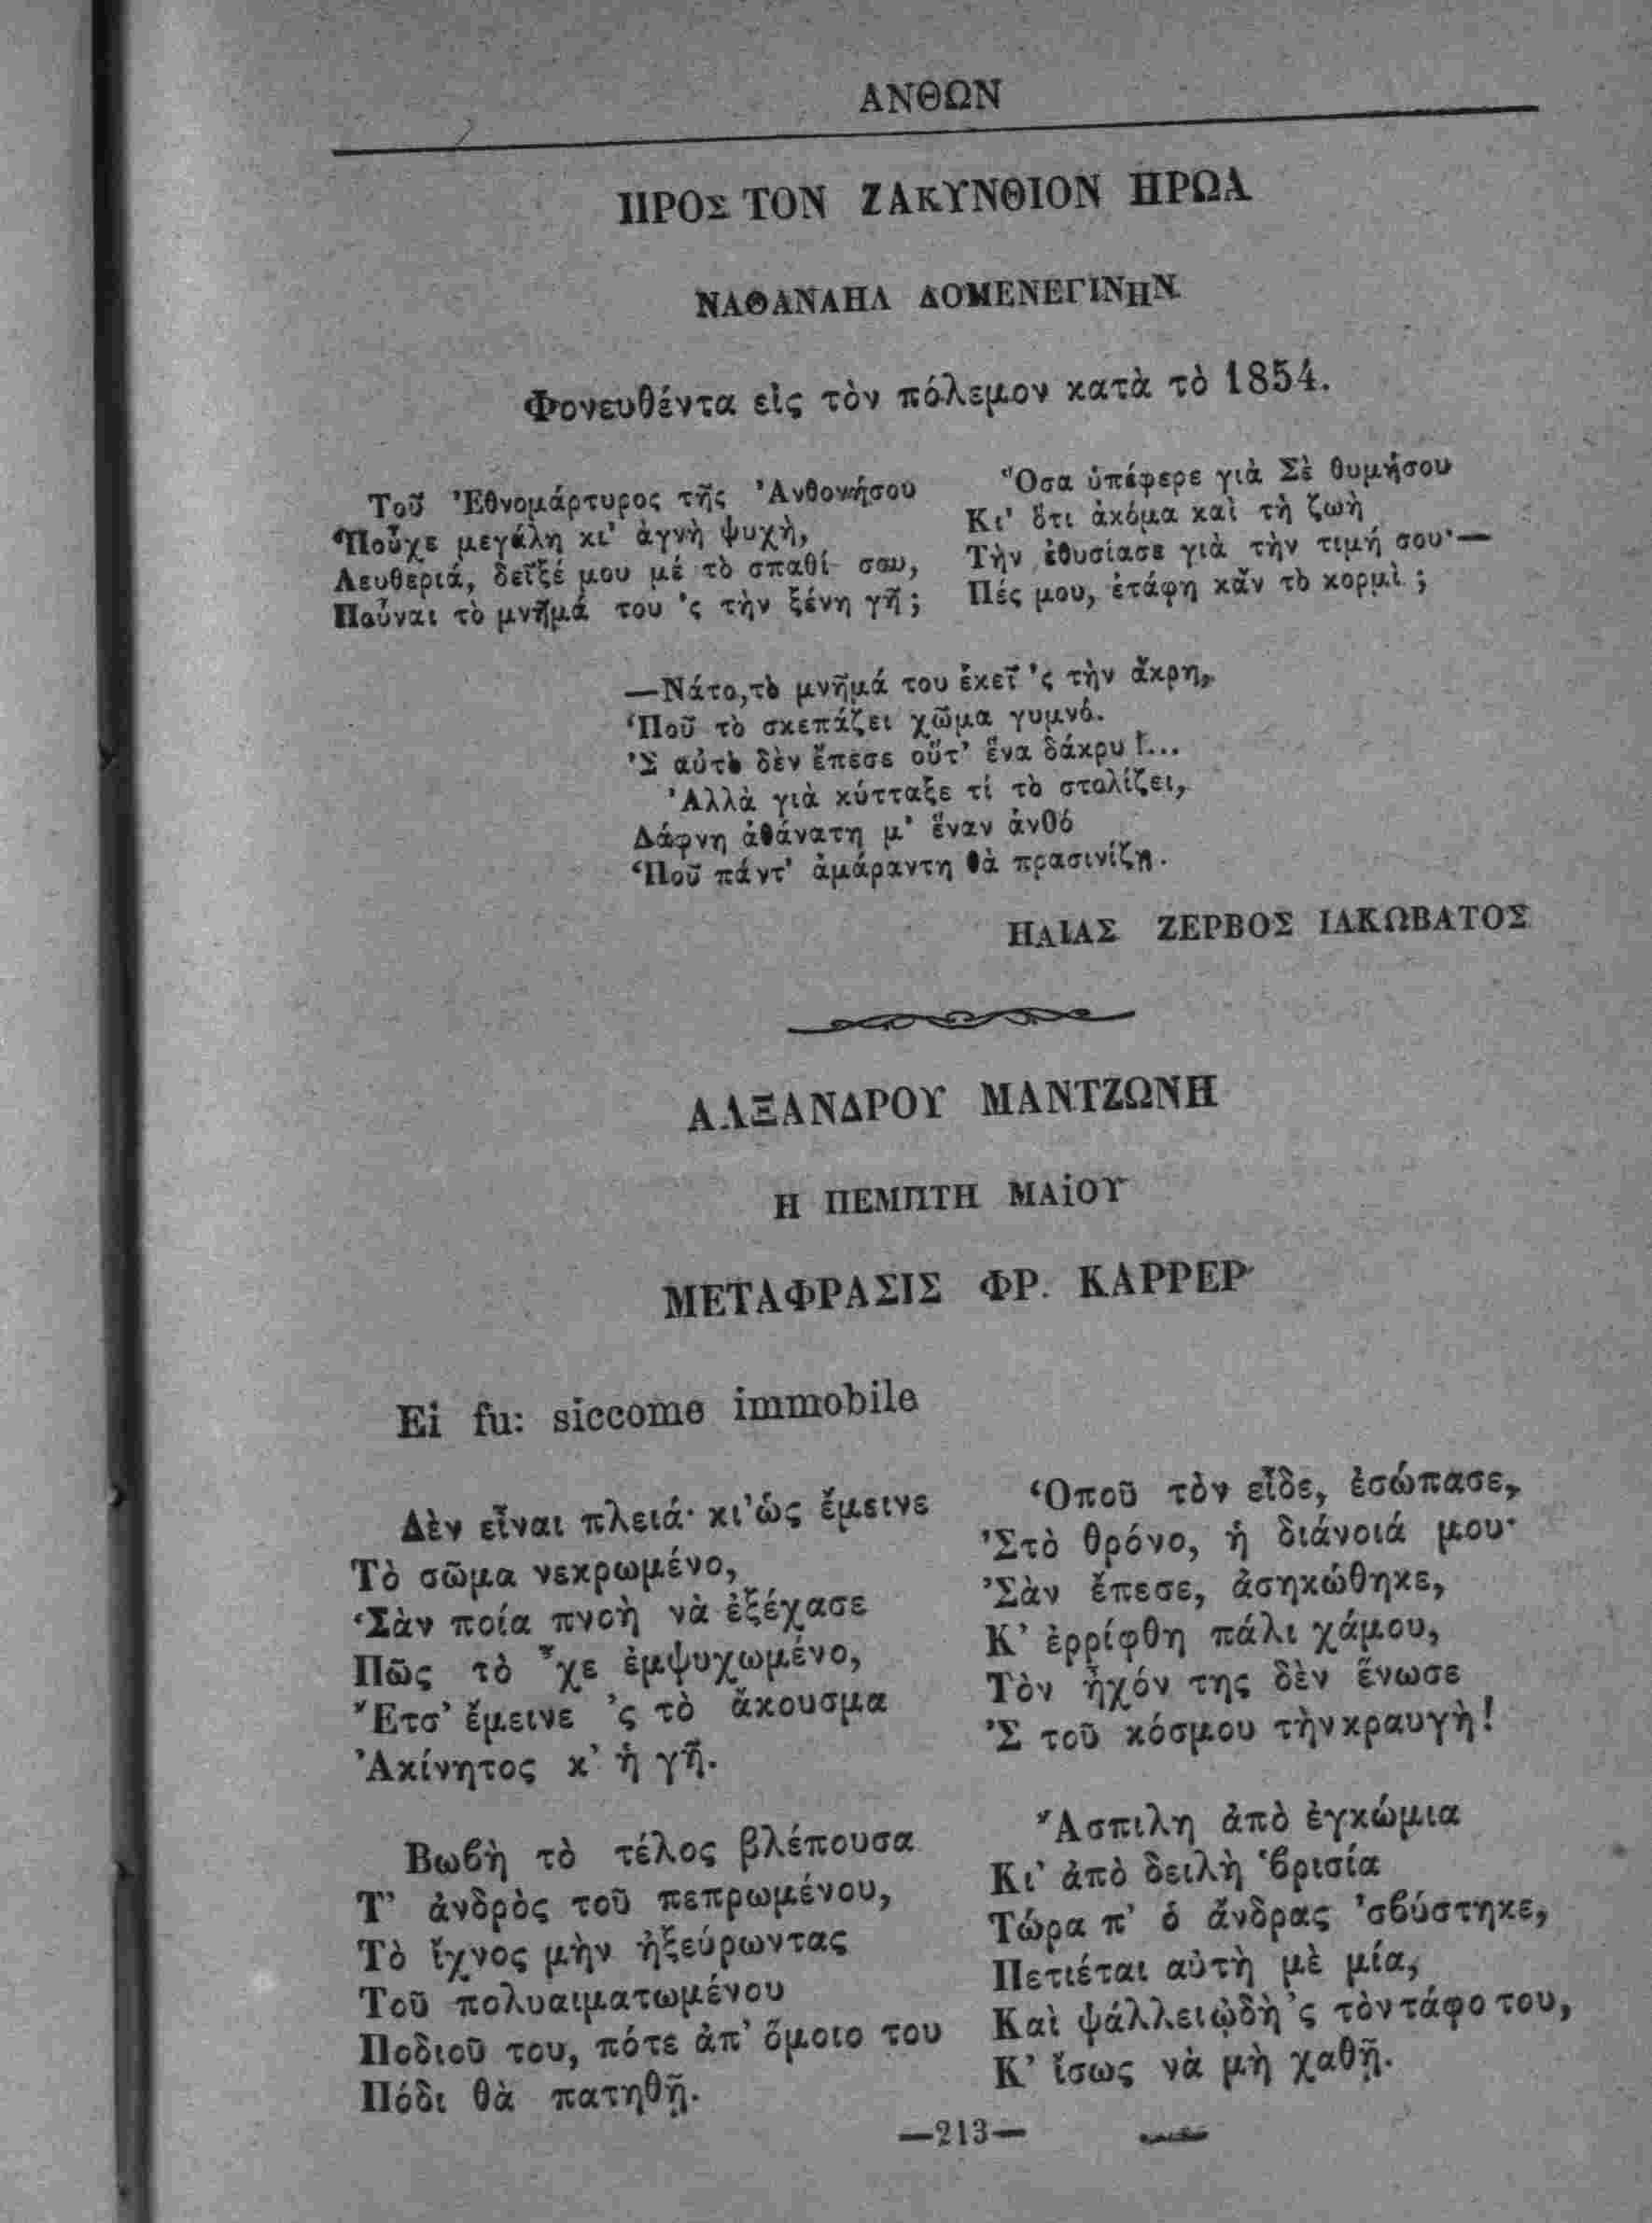 ΑΝΘΩΝ
ΠΡΟΣ ΤΟΝ ΖΑΚΥΝΘΙΟΝ ΗΡΩΑ
ΝΑΘΑΝΑΗΛ ΔΟΜΕΝΕΓΙΝΗΝ
Φονευθέντα εἰς τὸν πόλεμον κατὰ τὸ 1854.
Τοῦ Ἐθνομάρτυρος τῆς Ἀνθονήσου
Ποὖχε μεγάλη κι' ἁγνὴ ψυχὴ,
Λευθεριά, δεῖξέ μου μέ τὸ σπαθί σου,
Ποὖναι τὸ μνῆμά του 'ς τὴν ξένη γῆ;
Ὅσα ὑπέφερε γιὰ Σὲ θυμήσου
Κι' ὅτι ἀκόμα καὶ τὴ ζωὴ
Τὴν ἐθυσίασε γιὰ τὴν τιμή σου·—
Πές μου, ἐτάφη κἄν τὸ κορμὶ;
—Νάτο, τὸ μνῆμά του ἐκεῖ 'ς τὴν ἄκρη,
Ποῦ τὸ σκεπάζει χῶμα γυμνό.
Σ αὐτὸ δὲν ἔπεσε οὔτ' ἕνα δάκρυ!...
Ἀλλὰ γιὰ κύτταξε τί τὸ στολίζει,
Δάφνη ἀθάνατη μ' ἕναν ἀνθό
Ποῦ πάντ' ἀμάραντη θὰ πρασινίζῃ.
ΗΛΙΑΣ ΖΕΡΒΟΣ ΙΑΚΩΒΑΤΟΣ
ΑΛΞΑΝΔΡΟΥ ΜΑΝΤΖΩΝΗ
Η ΠΕΜΠΤΗ ΜΑΐΟΥ
ΜΕΤΑΦΡΑΣΙΣ ΦΡ. ΚΑΡΡΕΡ
Ei fu: siccome immobile
Δὲν εἶναι πλειά· κι' ὡς ἔμεινε
Τὸ σῶμα νεκρωμένο,
Σὰν ποία πνοὴ νὰ ἐξέχασε
Πῶς τὸ χε ἐμψυχωμένο,
Ἔτσ' ἔμεινε 'ς τὸ ἄκουσμα
Ἀκίνητος κ' ἡ γῆ.
Βωβὴ τὸ τέλος βλέπουσα
Τ' ἀνδρὸς τοῦ πεπρωμένου,
Τὸ ἴχνος μὴν ἠξεύρωντας
Τοῦ πολυαιματωμένου
Ποδιοῦ του, πότε ἀπ' ὅμοιο του
Πόδι θὰ πατηθῇ.
Ὁποῦ τὸν εἶδε, ἐσώπασε,
Στὸ θρόνο, ἡ διάνοιά μου·
Σὰν ἔπεσε, ἀσηκώθηκε,
Κ' ἐρρίφθη πάλι χάμου,
Τὸν ἦχόν της δὲν ἔνωσε
Σ τοῦ κόσμου τὴν κραυγὴ!
Ἄσπιλη ἀπὸ ἐγκώμια
Κι' ἀπὸ δειλὴ 'βρισία
Τώρα π' ὁ ἄνδρας 'σβύστηκε,
Πετιέται αὐτὴ μὲ μία,
Καὶ ψάλλει ᾠδὴ 'ς τὸν τάφο του,
Κ' ἴσως νὰ μὴ χαθῇ.
—213—